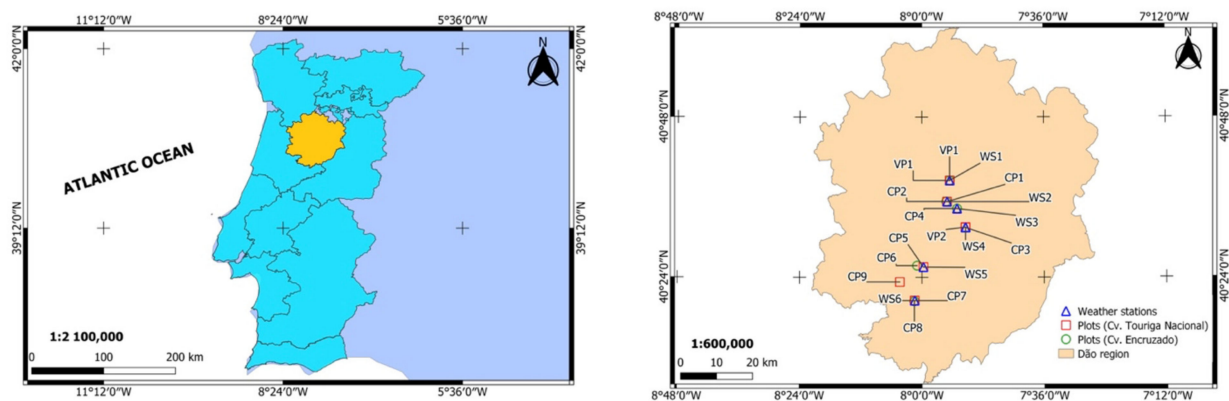 11°12'0"W 8°24'0"W 5°36'0"W
42°0'0"N
42°0'0"N
N
ATLANTIC OCEAN
39°12'0"N
39°12'0"N
1:2 100,000
0 100 200 km
11°12'0"W 8°24'0"W 5°36'0"W
8°48'0"W 8°24'0"W 8°0'0"W 7°36'0"W 7°12'0"W
N
40°48'0"N
40°48'0"N
VP1
VP1 WS1
CP1
CP2 WS2
CP4 WS3
VP2 WS4 CP3
CP5
CP6
WS5
CP9
WS6 CP7
CP8
40°24'0"N
40°24'0"N
Weather stations
Plots (Cv. Touriga Nacional)
Plots (Cv. Encruzado)
Dão region
1:600,000
0 10 20 km
8°48'0"W 8°24'0"W 8°0'0"W 7°36'0"W 7°12'0"W